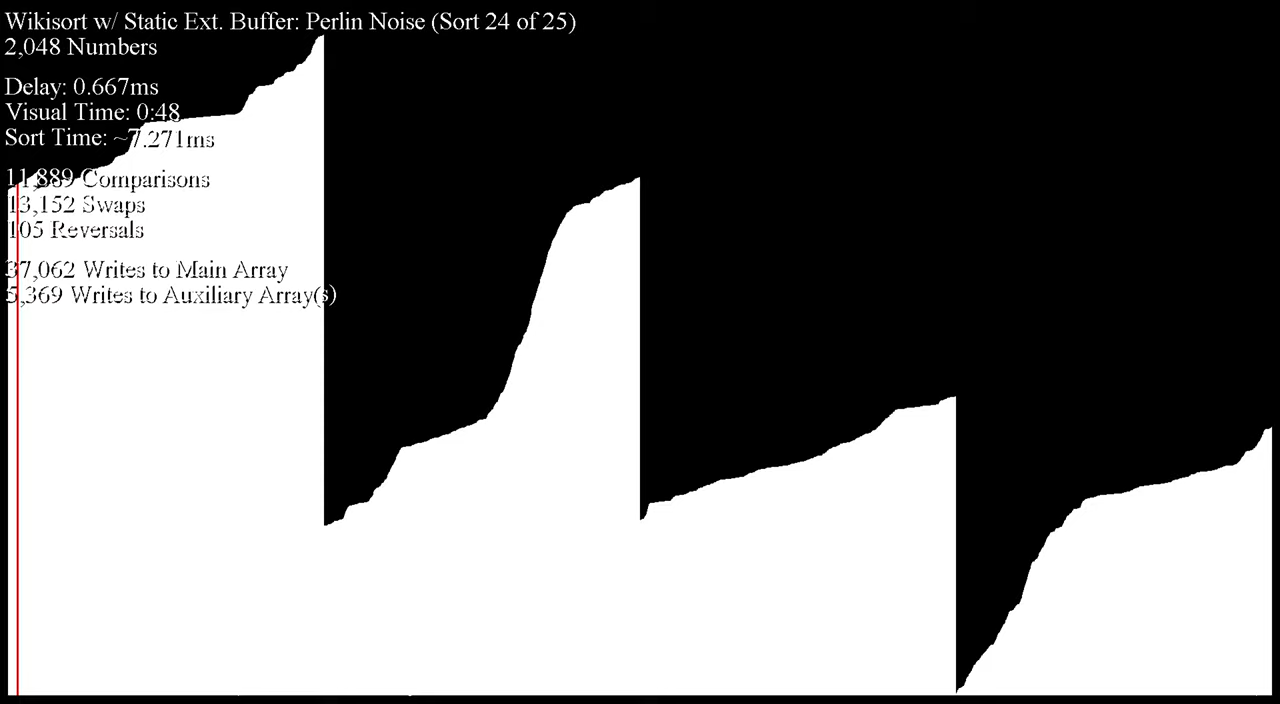 Wikisort w/ Static Ext. Buffer: Perlin Noise (Sort 24 of 25)
2,048 Numbers
Delay: 0.667ms
Visual Time: 0:48
Sort Time: ~7.271ms
11,889 Comparisons
13,152 Swaps
105 Reversals
37,062 Writes to Main Array
5,369 Writes to Auxiliary Array(s)